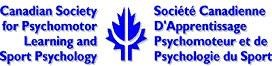 Canadian Society
for Psychomotor
Learning and
Sport Psychology
Société Canadienne
D'Apprentissage
Psychomoteur et de
Psychologie du Sport